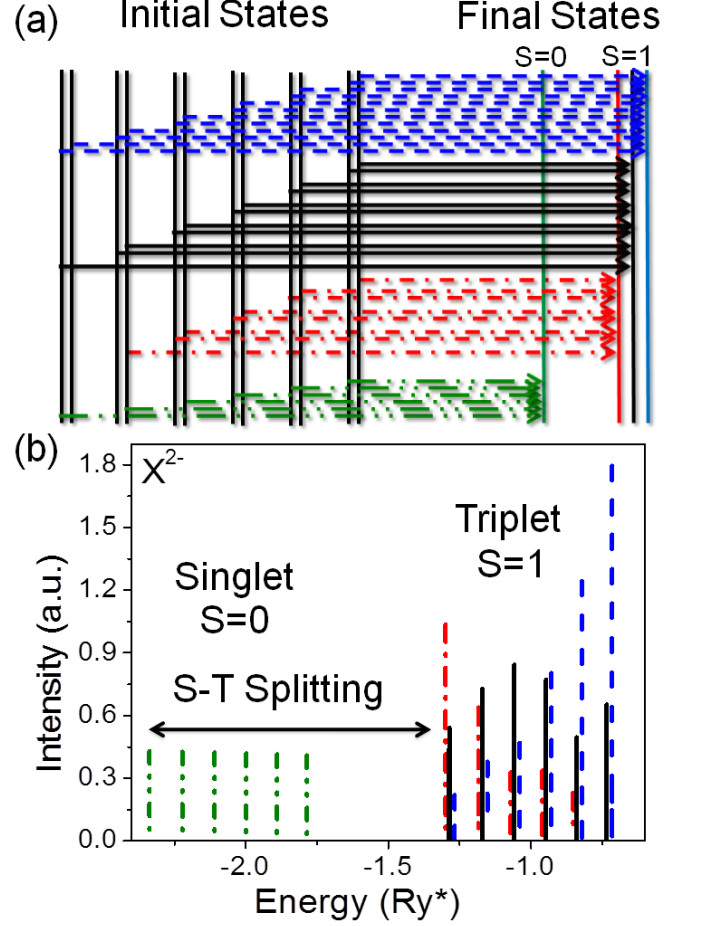 (a) Initial States Final States
S=0 S=1
(b)
X²⁻
1.8
1.5
1.2
0.9
0.6
0.3
0.0
Intensity (a.u.)
Singlet
S=0
S-T Splitting
Triplet
S=1
-2.0 -1.5 -1.0
Energy (Ry*)